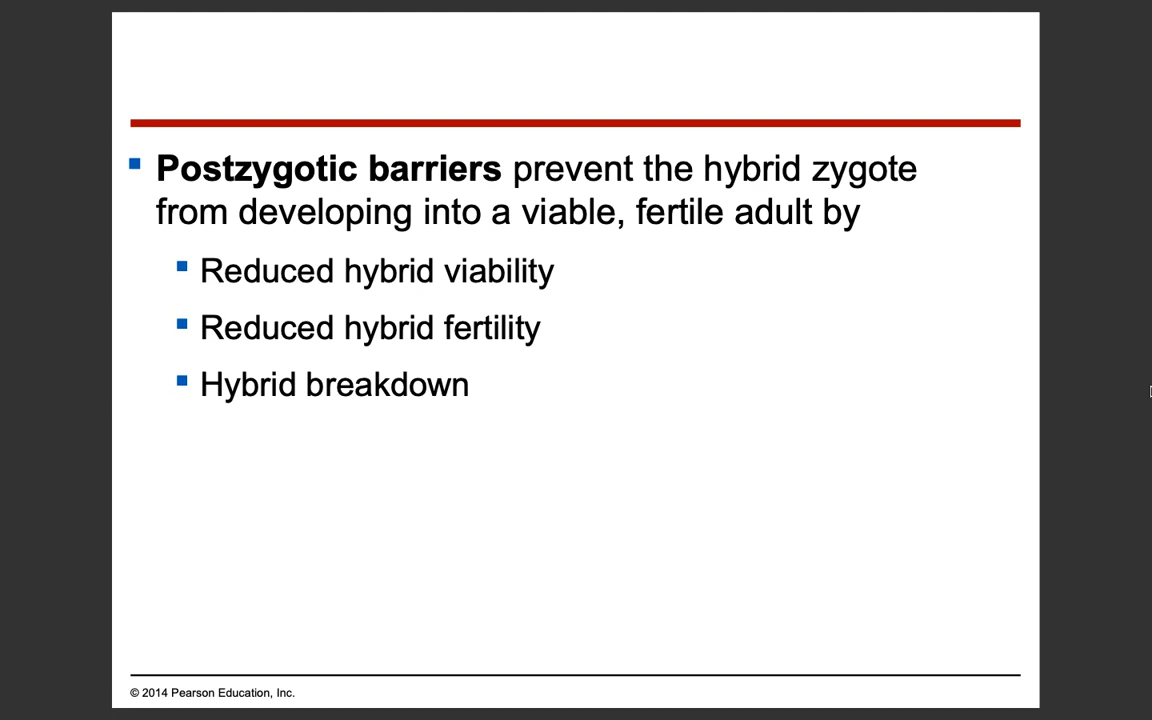 Postzygotic barriers prevent the hybrid zygote
from developing into a viable, fertile adult by
Reduced hybrid viability
Reduced hybrid fertility
Hybrid breakdown
© 2014 Pearson Education, Inc.